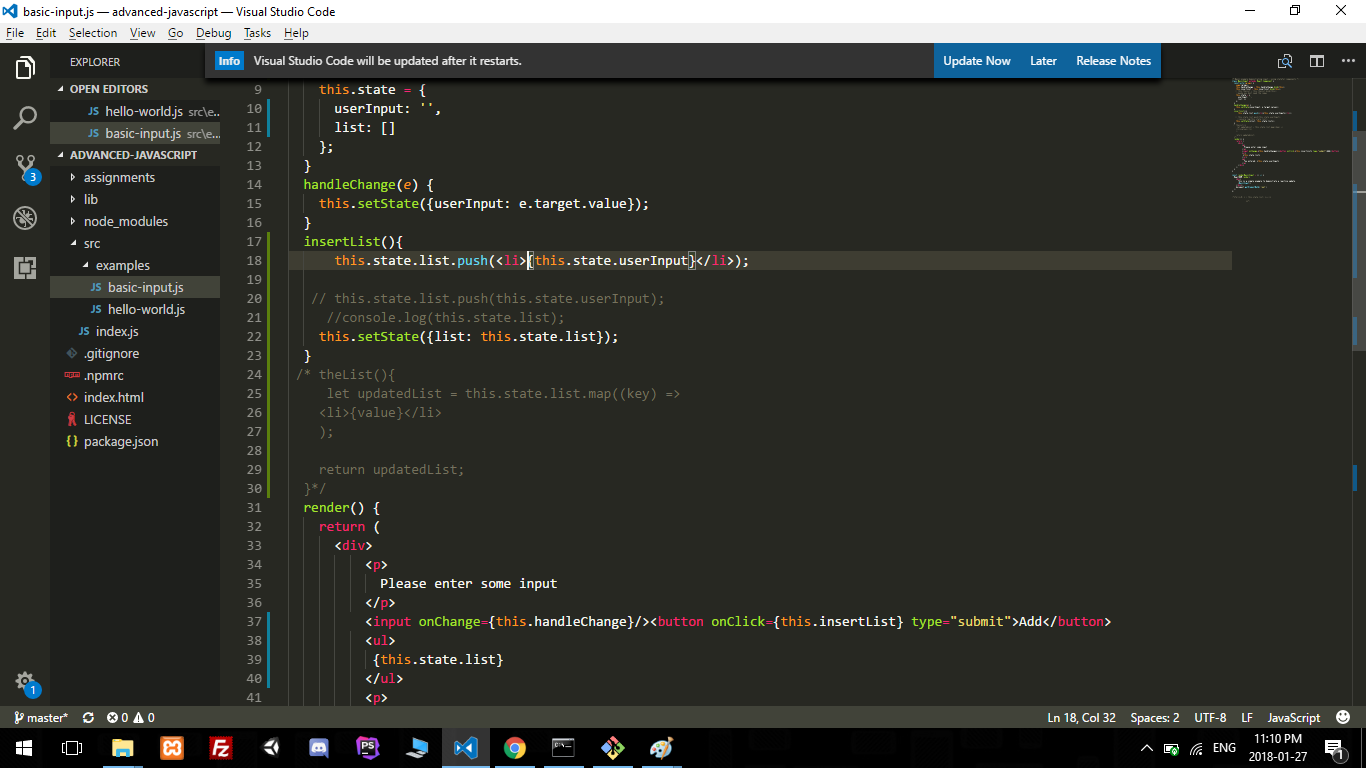 basic-input.js — advanced-javascript — Visual Studio Code
File Edit Selection View Go Debug Tasks Help
EXPLORER
Info Visual Studio Code will be updated after it restarts. Update Now Later Release Notes
OPEN EDITORS
JS hello-world.js src\e...
JS basic-input.js src\e...
ADVANCED-JAVASCRIPT
assignments
lib
node_modules
src
examples
JS basic-input.js
JS hello-world.js
JS index.js
.gitignore
.npmrc
<> index.html
LICENSE
{} package.json
3
1
9 this.state = {
10 userInput: '',
11 list: []
12 };
13 }
14 handleChange(e) {
15 this.setState({userInput: e.target.value});
16 }
17 insertList(){
18 this.state.list.push(<li>{this.state.userInput}</li>);
19
20 // this.state.list.push(this.state.userInput);
21 //console.log(this.state.list);
22 this.setState({list: this.state.list});
23 }
24 /* theList(){
25 let updatedList = this.state.list.map((key) =>
26 <li>{value}</li>
27 );
28
29 return updatedList;
30 }*/
31 render() {
32 return (
33 <div>
34 <p>
35 Please enter some input
36 </p>
37 <input onChange={this.handleChange}/><button onClick={this.insertList} type="submit">Add</button>
38 <ul>
39 {this.state.list}
40 </ul>
41 <p>
master* 0 0 Ln 18, Col 32 Spaces: 2 UTF-8 LF JavaScript
Fz PS ENG 11:10 PM
2018-01-27
1